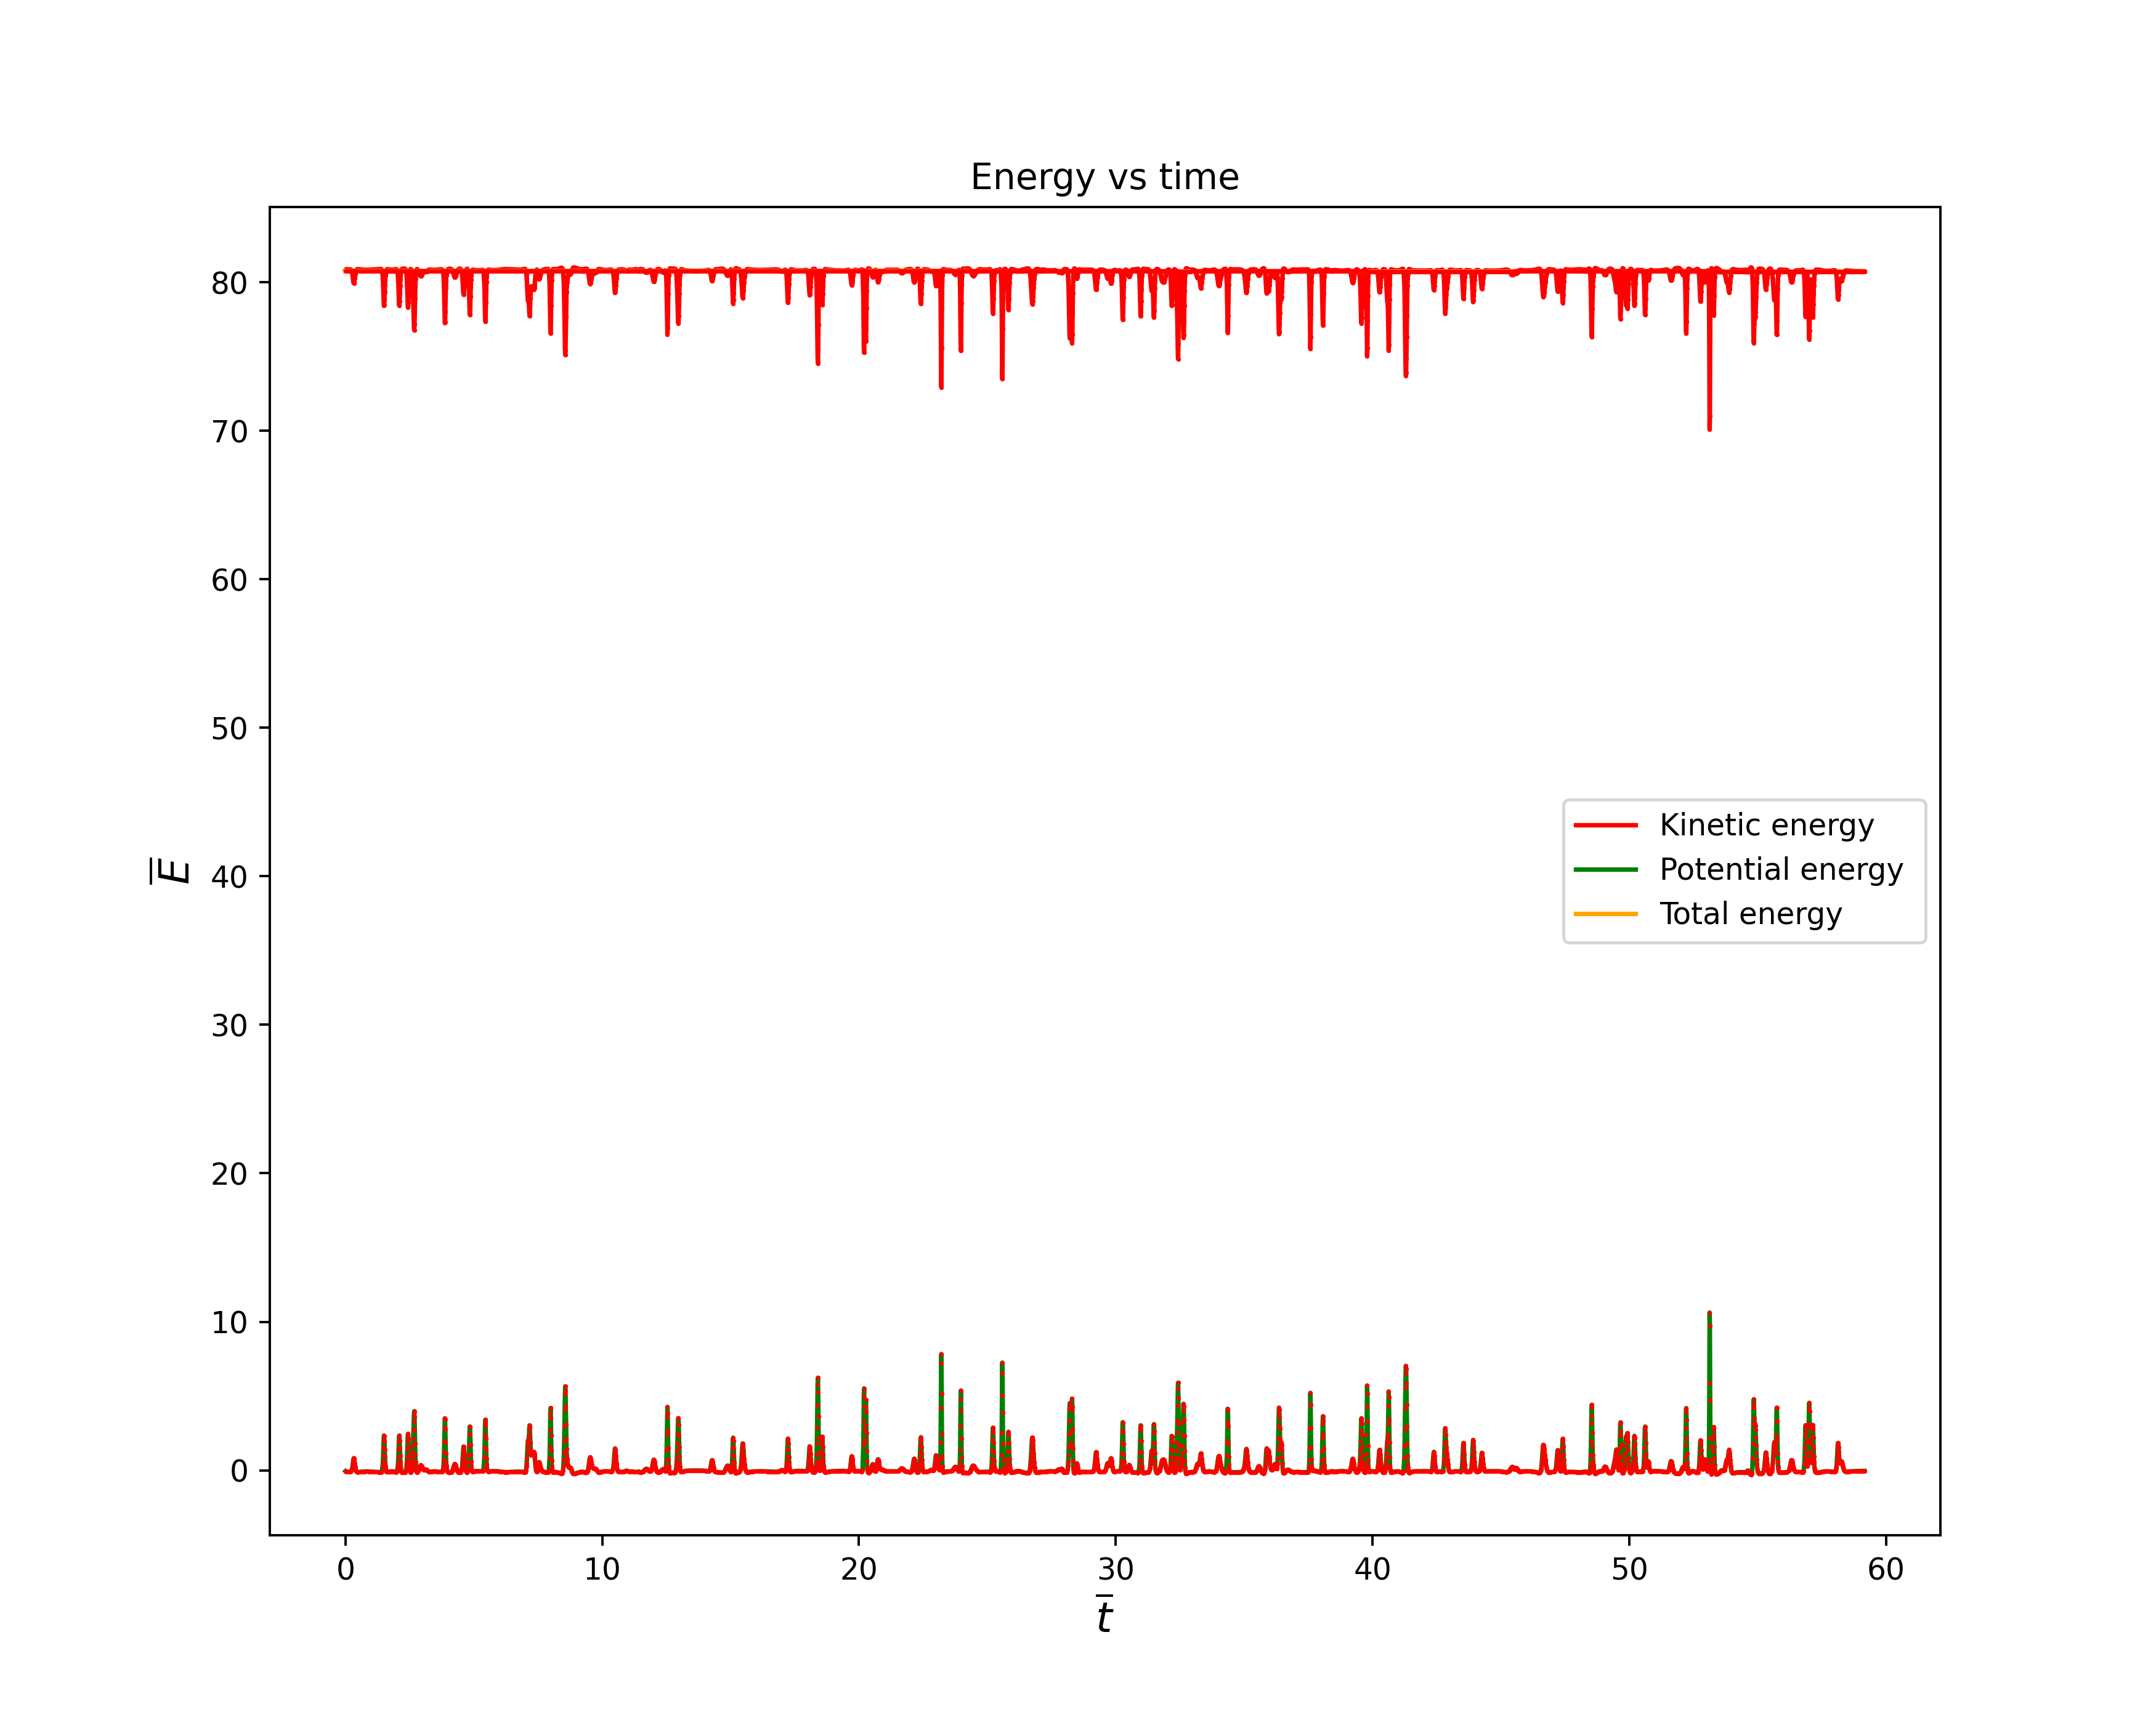 Energy vs time
80
70
60
50
40
30
20
10
0
E̅
Kinetic energy
Potential energy
Total energy
0 10 20 30 40 50 60
t̅